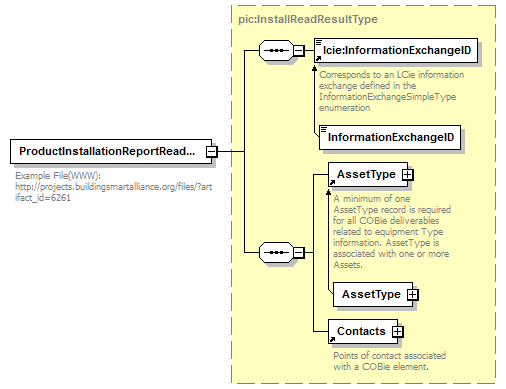 pic:InstallReadResultType
lcie:InformationExchangeID
Corresponds to an LCie information
exchange defined in the
InformationExchangeSimpleType
enumeration
InformationExchangeID
ProductInstallationReportRead...
Example File(WWW):
http://projects.buildingsmartalliance.org/files/?art
ifact_id=6261
AssetType
A minimum of one
AssetType record is required
for all COBie deliverables
related to equipment Type
information. AssetType is
associated with one or more
Assets.
AssetType
Contacts
Points of contact associated
with a COBie element.